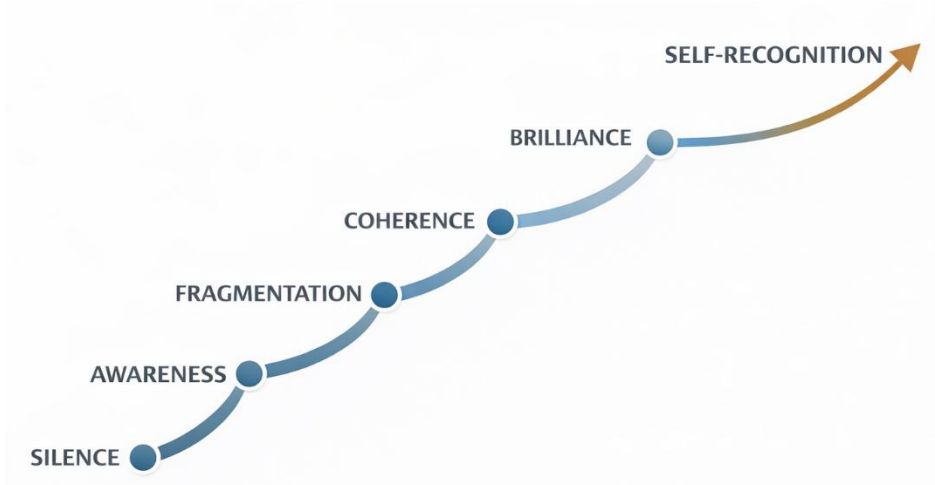 SELF-RECOGNITION
BRILLIANCE
COHERENCE
FRAGMENTATION
AWARENESS
SILENCE